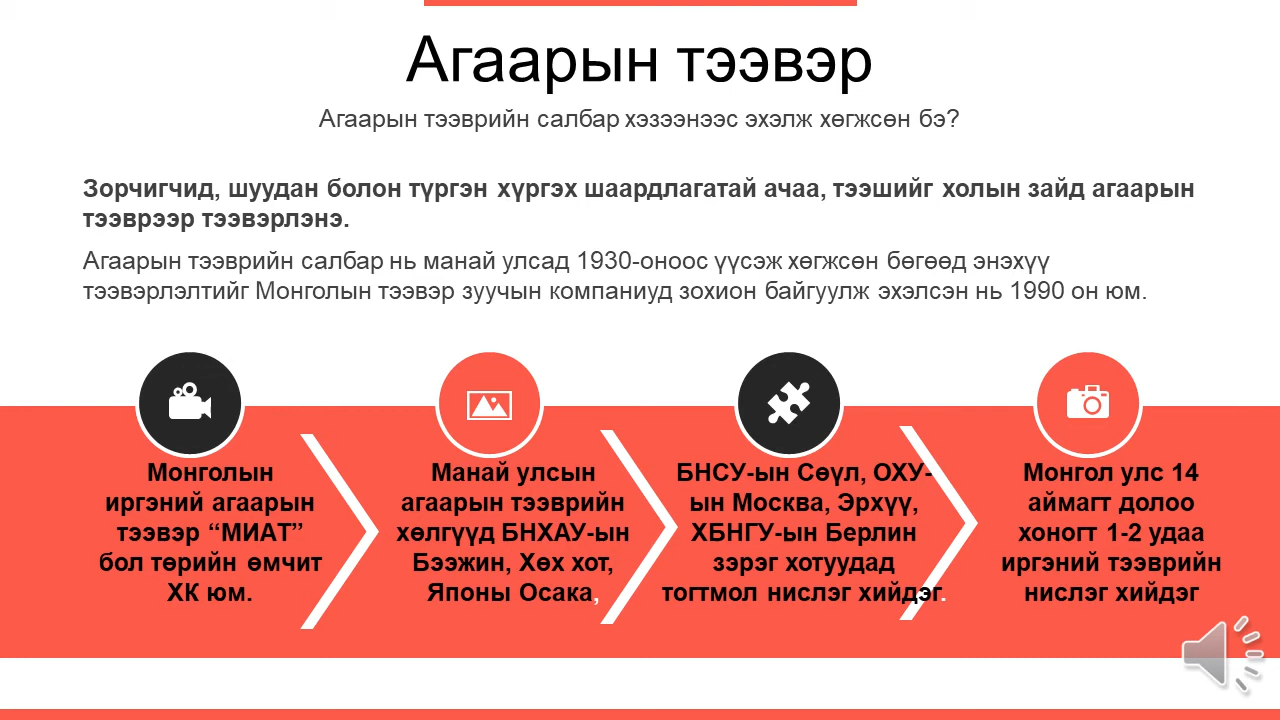 Агаарын тээвэр
Агаарын тээврийн салбар хэзээнээс эхэлж хөгжсөн бэ?
Зорчигчид, шуудан болон түргэн хүргэх шаардлагатай ачаа, тээшийг холын зайд агаарын
тээврээр тээвэрлэнэ.
Агаарын тээврийн салбар нь манай улсад 1930-оноос үүсэж хөгжсөн бөгөөд энэхүү
тээвэрлэлтийг Монголын тээвэр зуучын компаниуд зохион байгуулж эхэлсэн нь 1990 он юм.
Монголын
иргэний агаарын
тээвэр “МИАТ”
бол төрийн өмчит
ХК юм.
Манай улсын
агаарын тээврийн
хөлгүүд БНХАУ-ын
Бээжин, Хөх хот,
Японы Осака,
БНСУ-ын Сөүл, ОХУ-
ын Москва, Эрхүү,
ХБНГУ-ын Берлин
зэрэг хотуудад
тогтмол нислэг хийдэг.
Монгол улс 14
аймагт долоо
хоногт 1-2 удаа
иргэний тээврийн
нислэг хийдэг